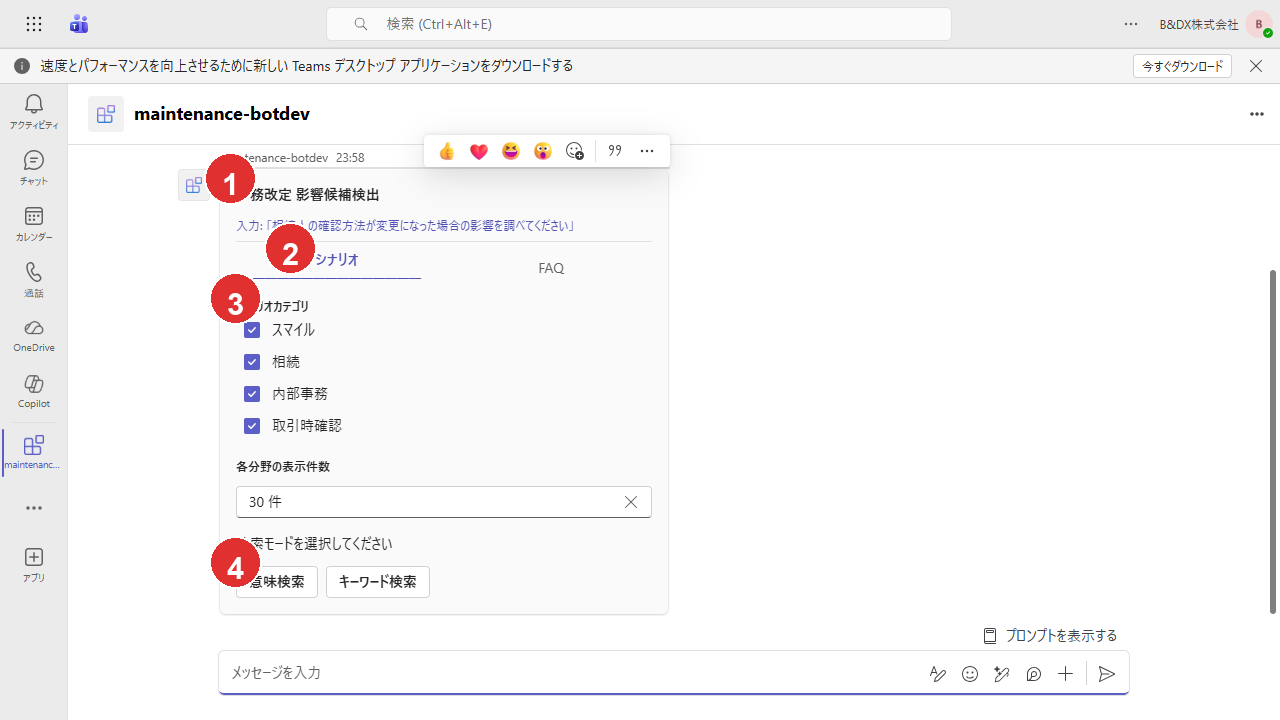 検索 (Ctrl+Alt+E)
B&DX株式会社
B
速度とパフォーマンスを向上させるために新しい Teams デスクトップ アプリケーションをダウンロードする
今すぐダウンロード
アクティビティ
チャット
カレンダー
通話
OneDrive
Copilot
maintenanc...
アプリ
maintenance-botdev
tenance-botdev 23:58
1
務改定 影響候補検出
入力: 「相続人の確認方法が変更になった場合の影響を調べてください」
2
シナリオ
FAQ
3
オカテゴリ
スマイル
相続
内部事務
取引時確認
各分野の表示件数
30 件
索モードを選択してください
4
意味検索
キーワード検索
プロンプトを表示する
メッセージを入力